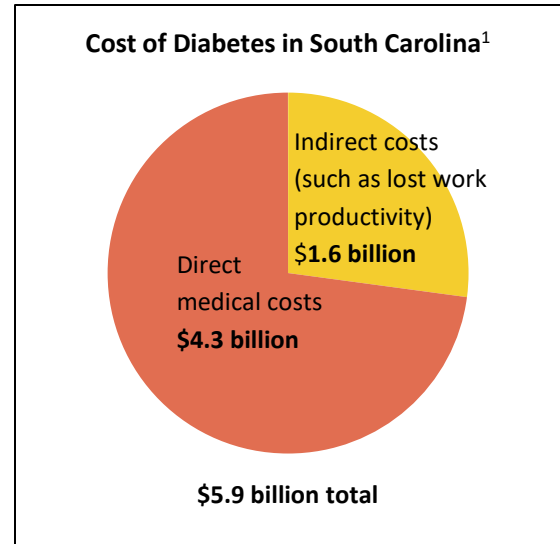 Cost of Diabetes in South Carolina¹
Indirect costs
(such as lost work
productivity)
$1.6 billion
Direct
medical costs
$4.3 billion
$5.9 billion total